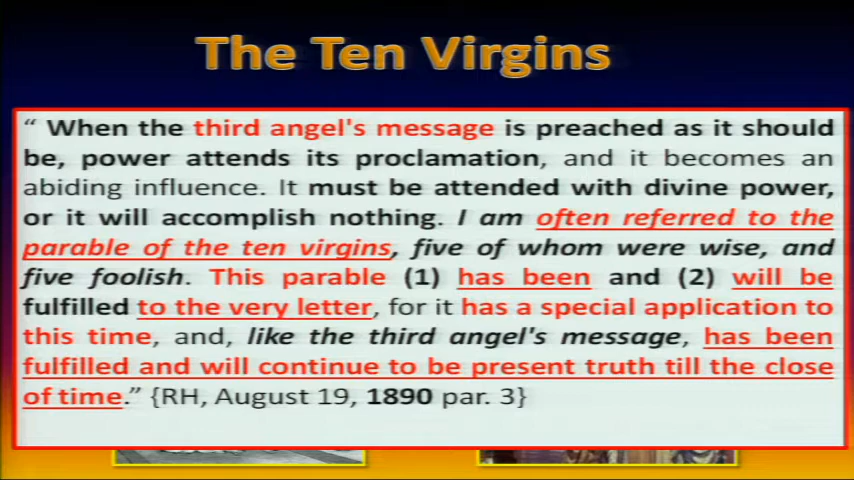 The Ten Virgins
“ When the third angel's message is preached as it should
be, power attends its proclamation, and it becomes an
abiding influence. It must be attended with divine power,
or it will accomplish nothing. I am often referred to the
parable of the ten virgins, five of whom were wise, and
five foolish. This parable (1) has been and (2) will be
fulfilled to the very letter, for it has a special application to
this time, and, like the third angel's message, has been
fulfilled and will continue to be present truth till the close
of time.” {RH, August 19, 1890 par. 3}